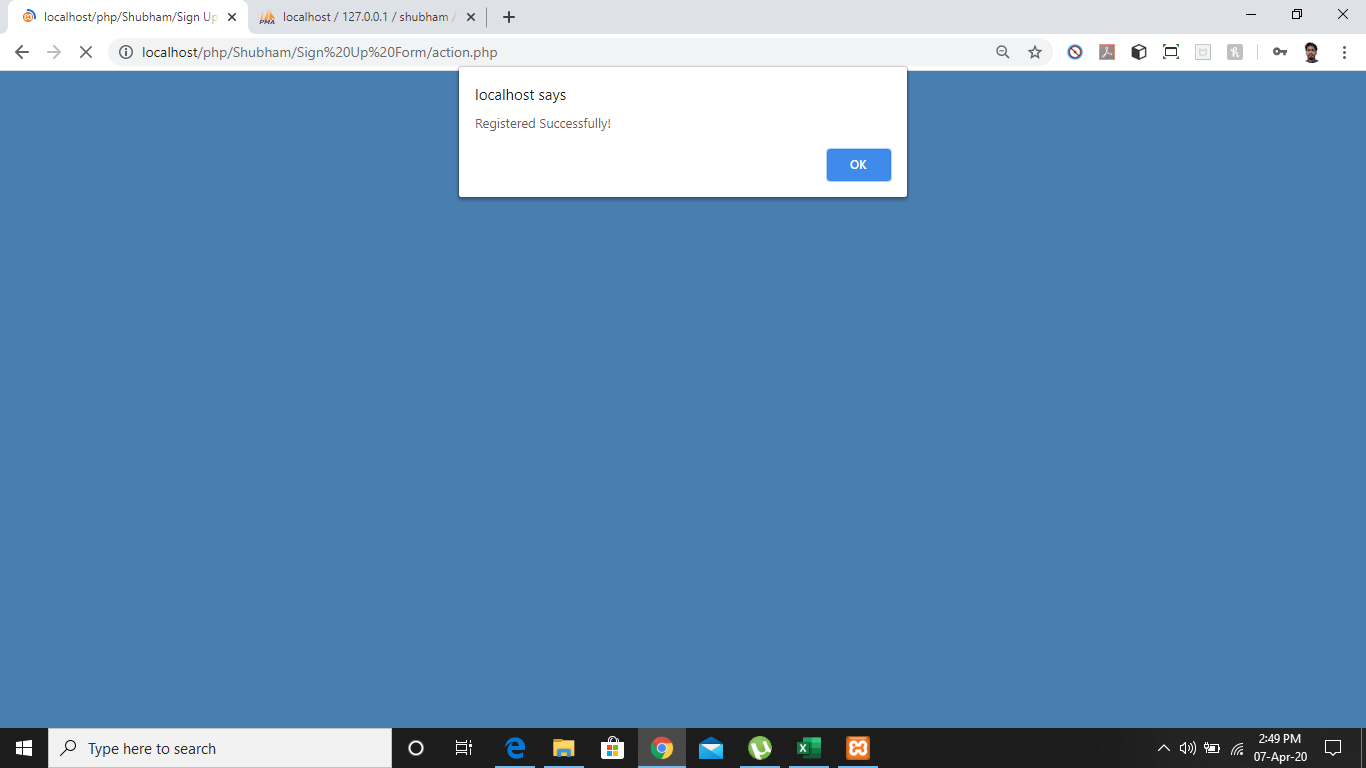 localhost/php/Shubham/Sign Up
localhost / 127.0.0.1 / shubham /
localhost/php/Shubham/Sign%20Up%20Form/action.php
localhost says
Registered Successfully!
OK
Type here to search
2:49 PM
07-Apr-20